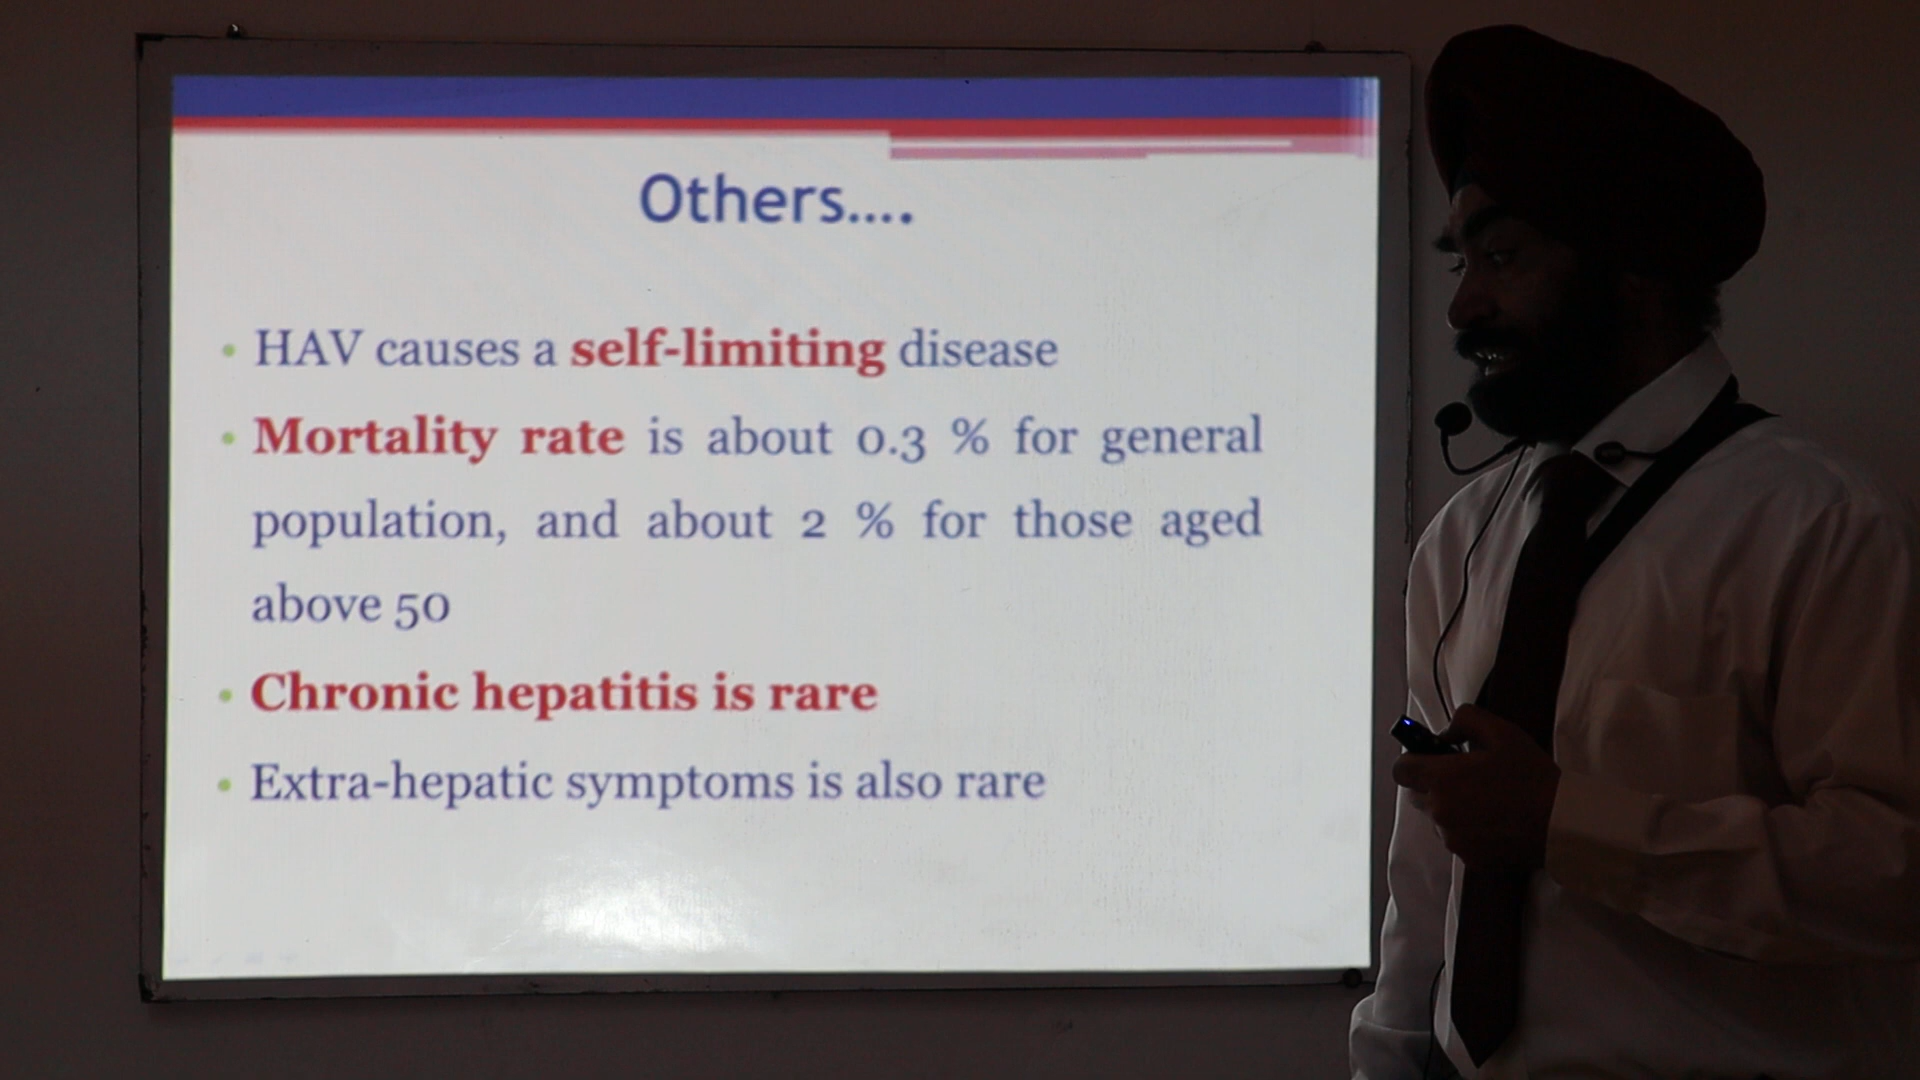 Others....
• HAV causes a self-limiting disease
• Mortality rate is about 0.3 % for general
population, and about 2 % for those aged
above 50
• Chronic hepatitis is rare
• Extra-hepatic symptoms is also rare